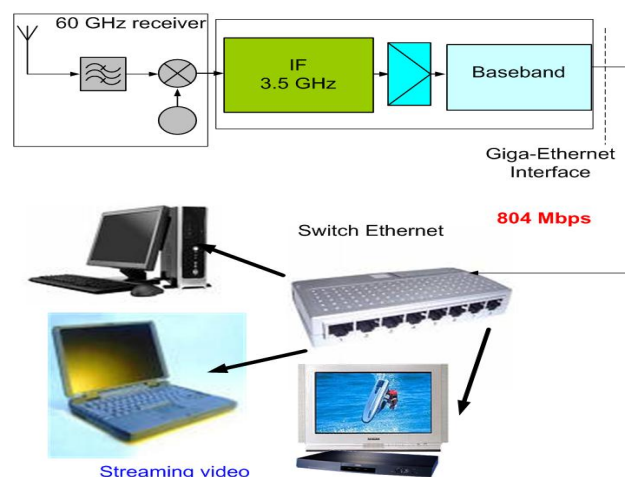 60 GHz receiver
IF
3.5 GHz
Baseband
Giga-Ethernet
Interface
804 Mbps
Switch Ethernet
Streaming video